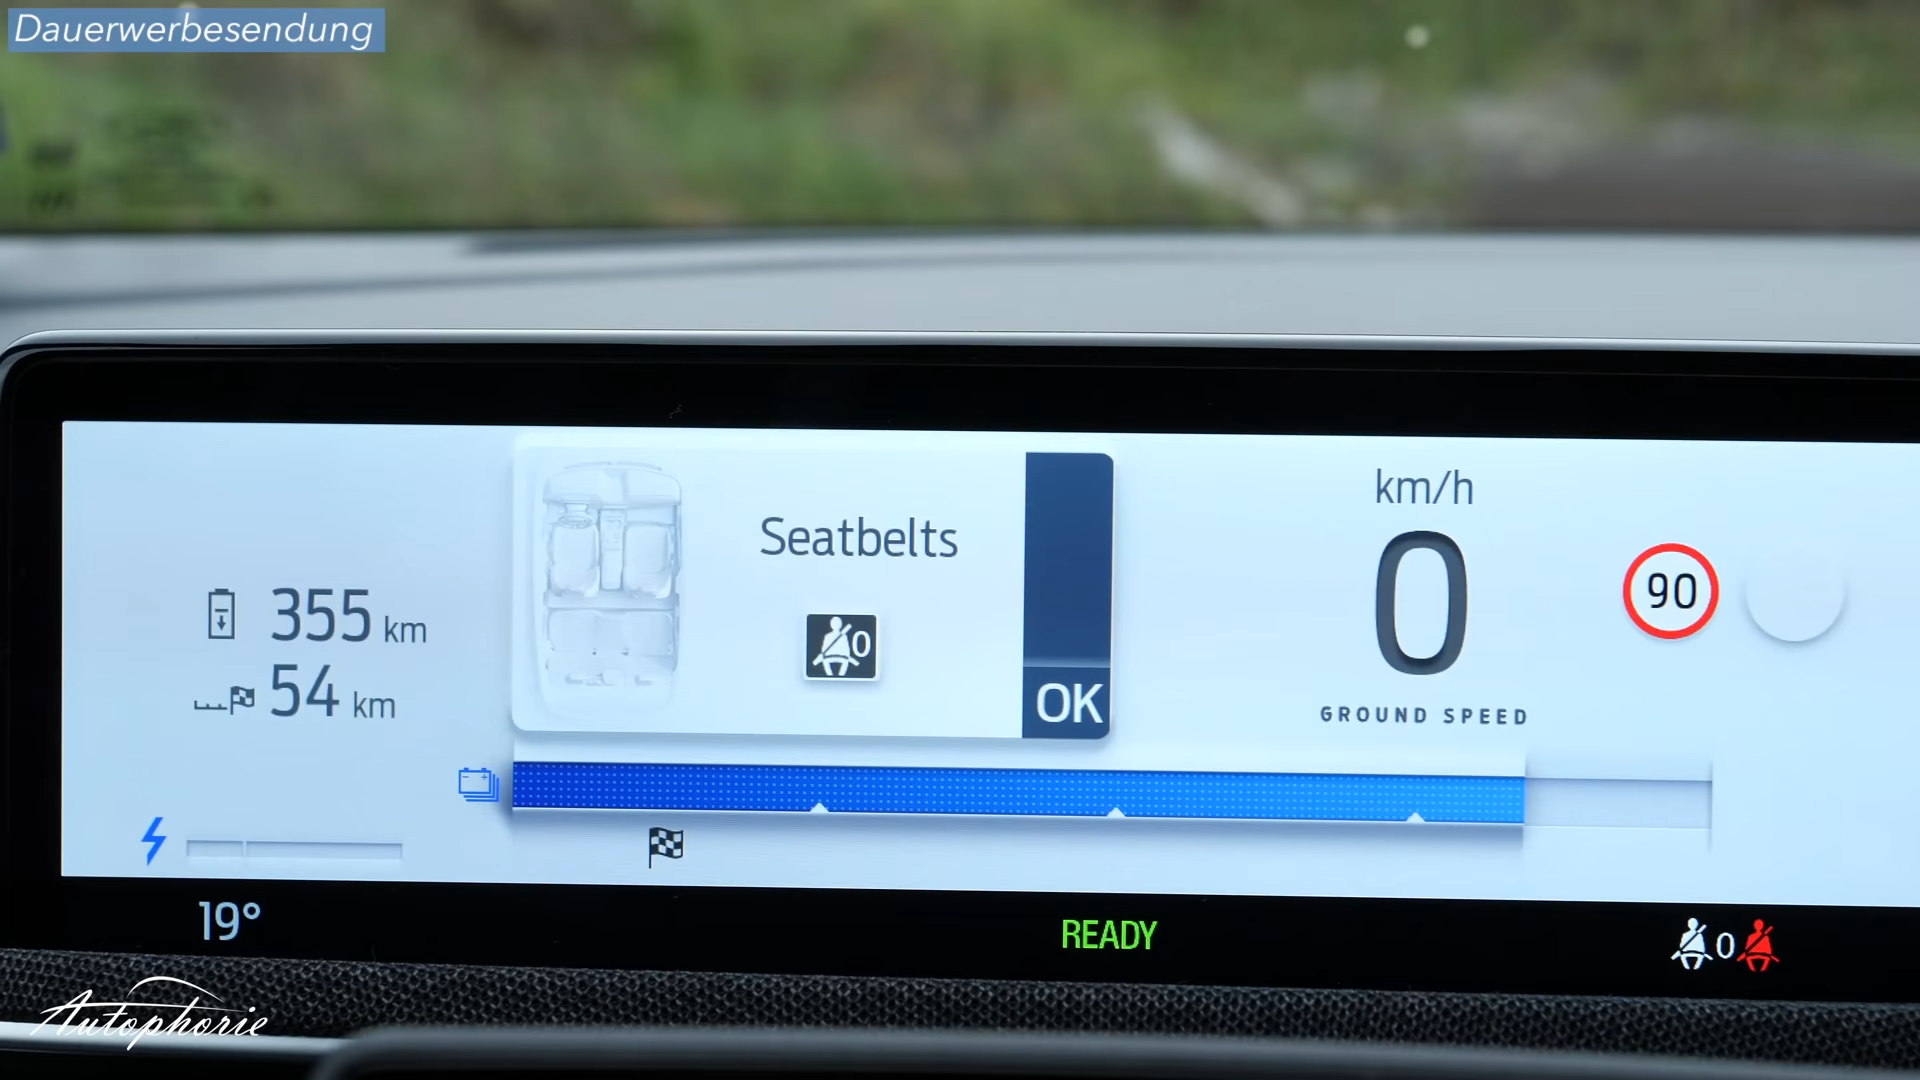 Dauerwerbesendung
355 km
54 km
Seatbelts
0
OK
km/h
0
GROUND SPEED
90
19°
READY
0
Autophorie